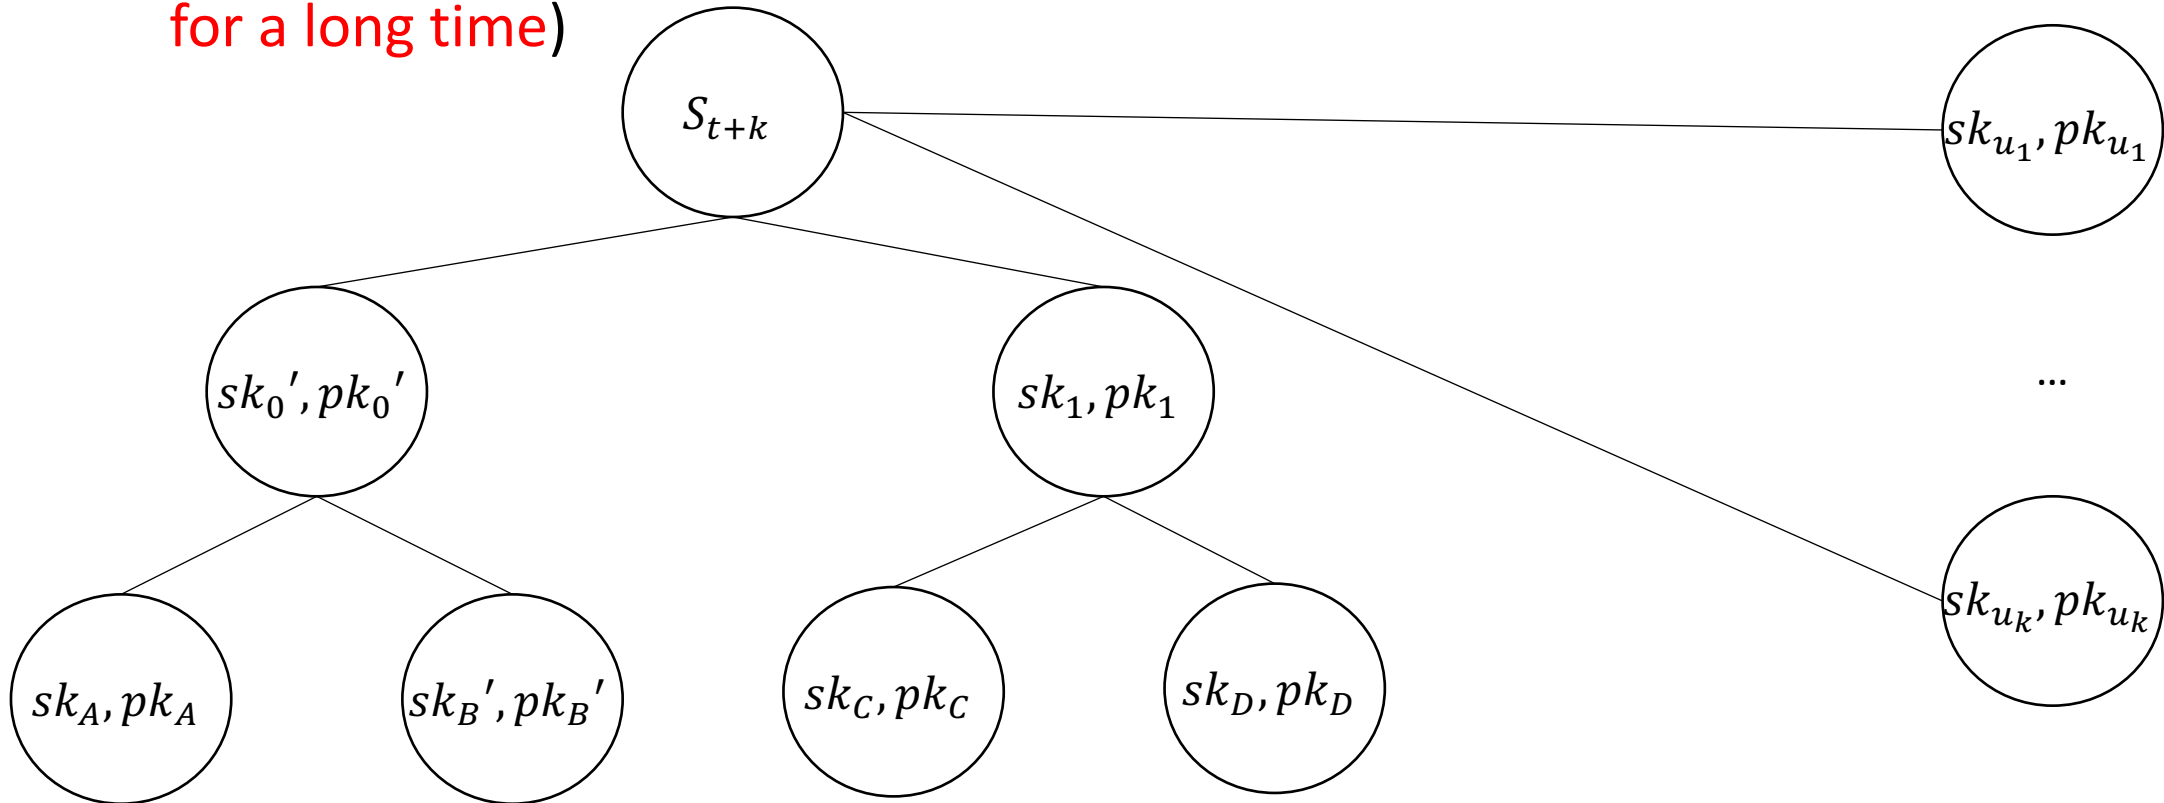 for a long time)
S_{t+k}
sk_{u_1}, pk_{u_1}
sk_0', pk_0'
sk_1, pk_1
...
sk_{u_k}, pk_{u_k}
sk_A, pk_A
sk_B', pk_B'
sk_C, pk_C
sk_D, pk_D